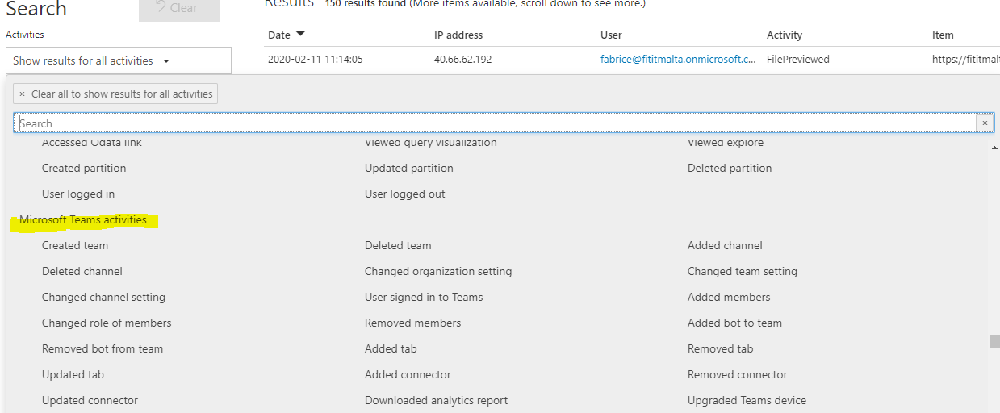 Search
Clear
Results 150 results found (More items available, scroll down to see more.)
Activities
Date IP address User Activity Item
Show results for all activities
2020-02-11 11:14:05 40.66.62.192 fabrice@fititmalta.onmicrosoft.c... FilePreviewed https://fititmal
× Clear all to show results for all activities
Search ×
Accessed Odata link Viewed query visualization Viewed explore
Created partition Updated partition Deleted partition
User logged in User logged out
Microsoft Teams activities
Created team Deleted team Added channel
Deleted channel Changed organization setting Changed team setting
Changed channel setting User signed in to Teams Added members
Changed role of members Removed members Added bot to team
Removed bot from team Added tab Removed tab
Updated tab Added connector Removed connector
Updated connector Downloaded analytics report Upgraded Teams device